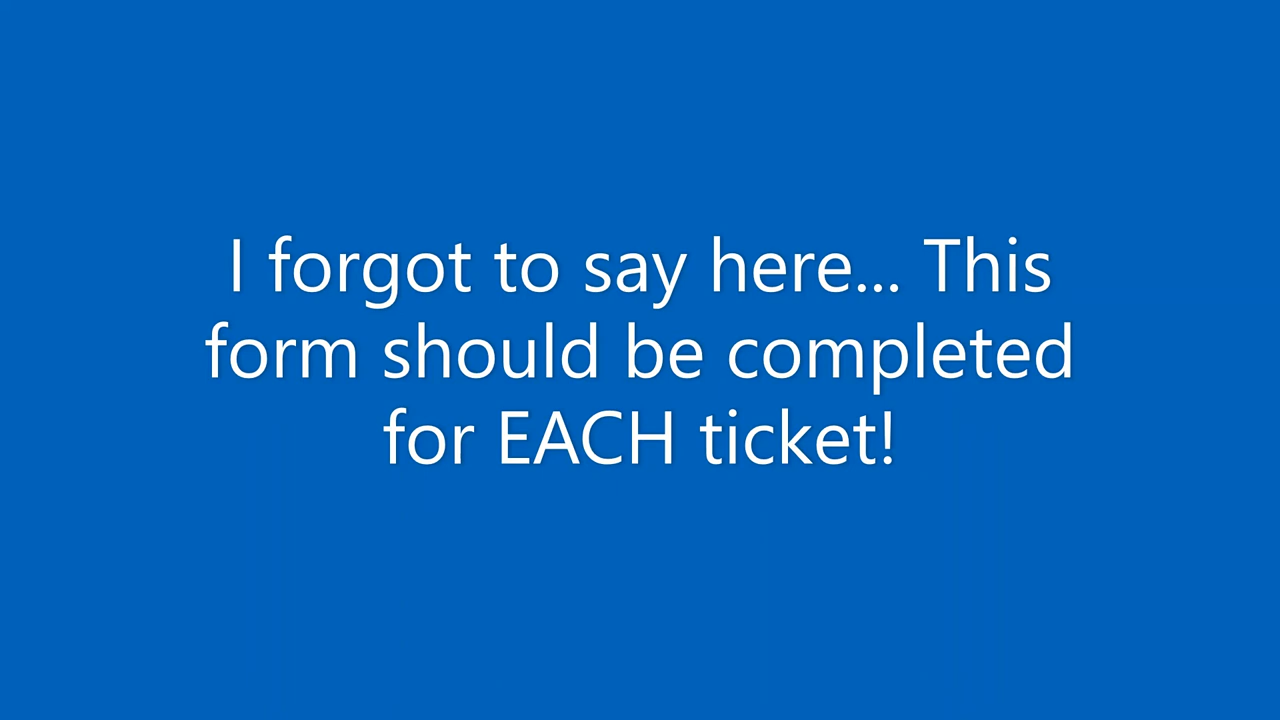 I forgot to say here... This
form should be completed
for EACH ticket!